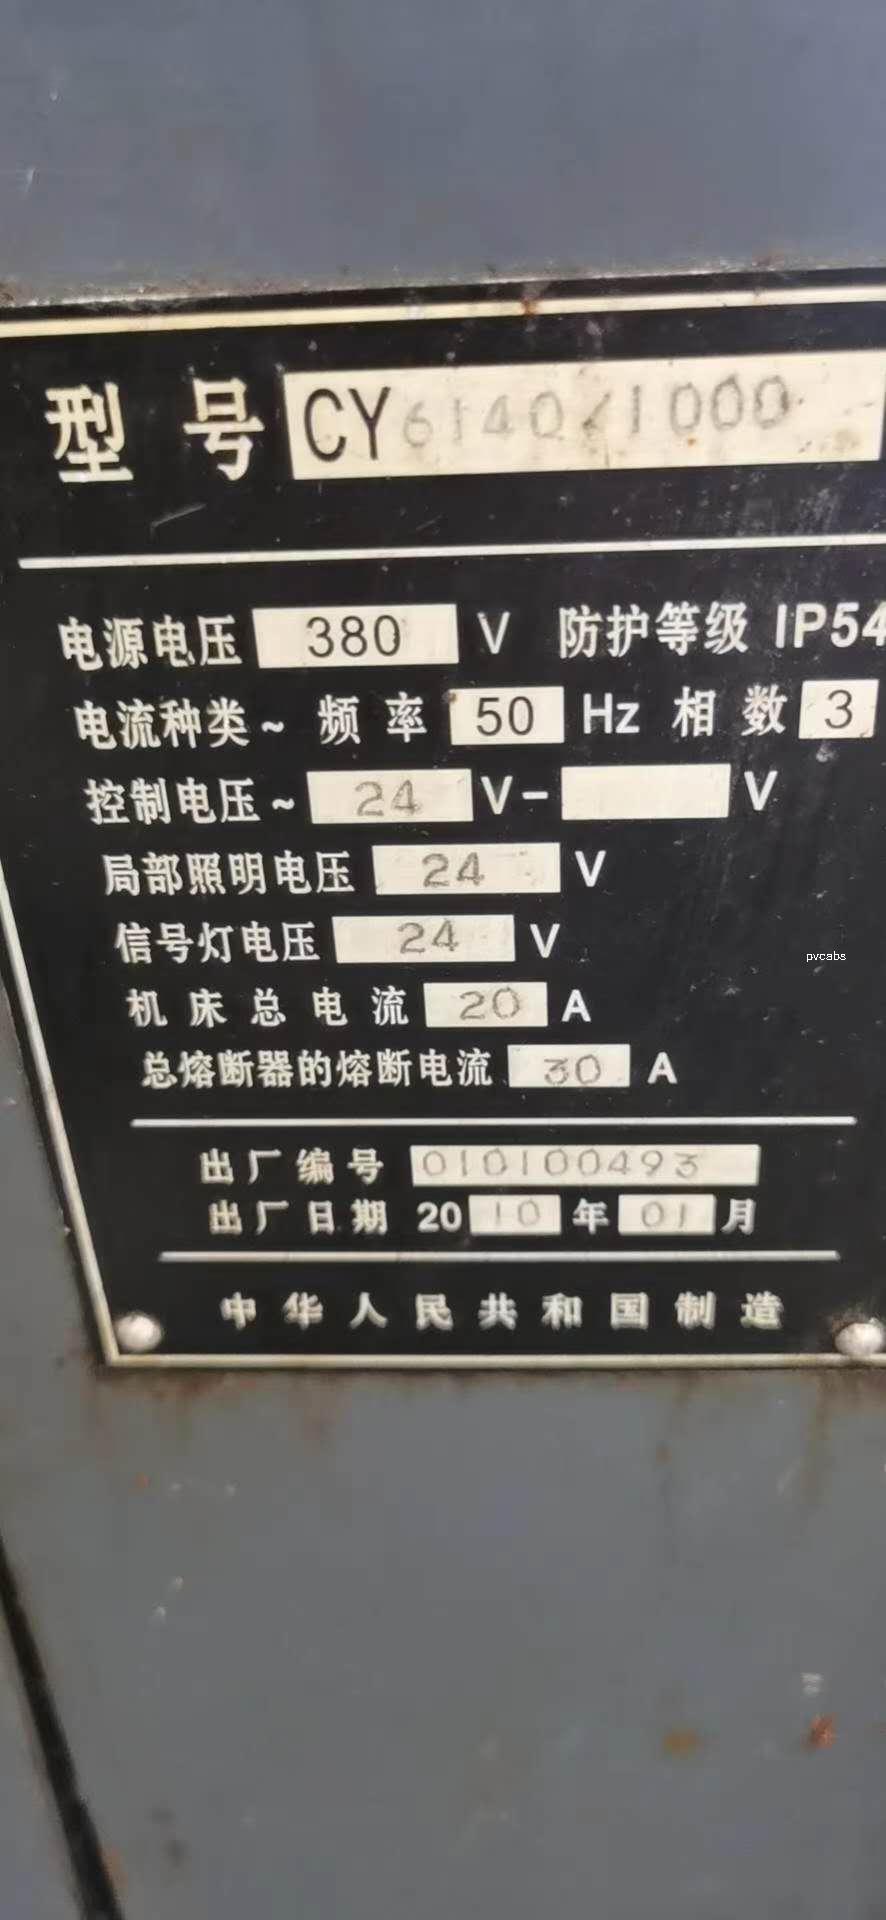 型号 CY6140/1000
电源电压 380 V 防护等级 IP54
电流种类~ 频率 50 Hz 相数 3
控制电压~ 24 V- V
局部照明电压 24 V
信号灯电压 24 V
pvcabs
机床总电流 20 A
总熔断器的熔断电流 30 A
出厂编号 010100493
出厂日期 2010年01月
中华人民共和国制造